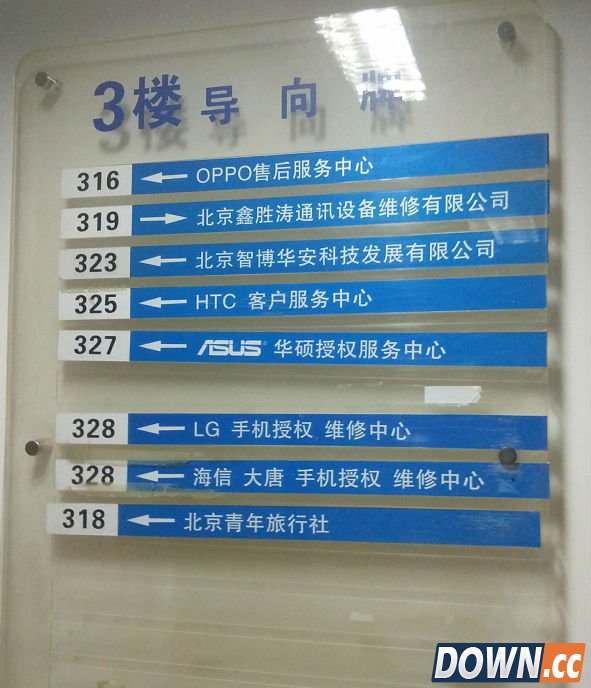 3楼导向牌
316 ← OPPO售后服务中心
319 → 北京鑫胜涛通讯设备维修有限公司
323 ← 北京智博华安科技发展有限公司
325 ← HTC 客户服务中心
327 ← ASUS 华硕授权服务中心
328 ← LG 手机授权 维修中心
328 ← 海信 大唐 手机授权 维修中心
318 ← 北京青年旅行社
DOWN.cc